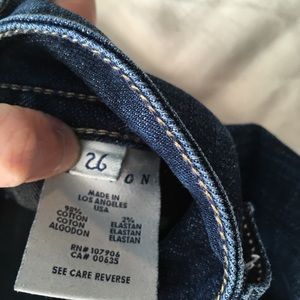 26
O N
MADE IN
LOS ANGELES
USA
98% 2%
COTTON ELASTAN
COTON ELASTAN
ALGODON ELASTAN
RN# 107906
CA# 00635
SEE CARE REVERSE